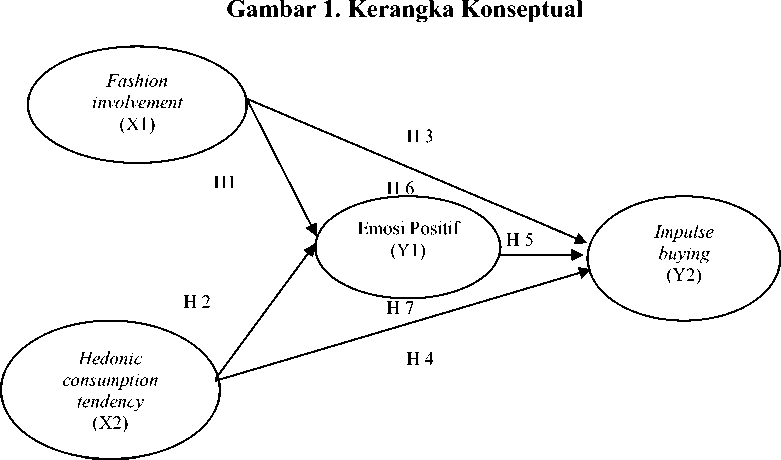 Gambar 1. Kerangka Konseptual
Fashion
involvement
(X1)
H 3
H1
H 6
Emosi Positif
(Y1)
H 5
Impulse
buying
(Y2)
H 2
H 7
H 4
Hedonic
consumption
tendency
(X2)